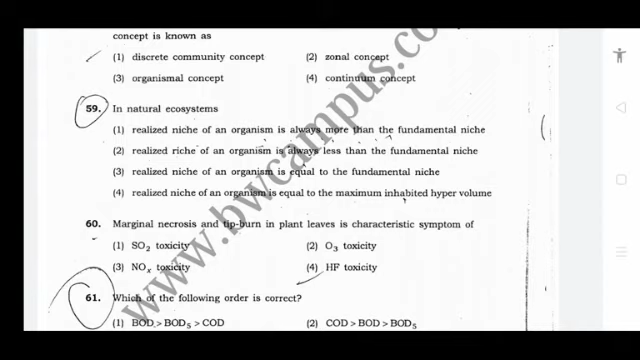 concept is known as
(1) discrete community concept (2) zonal concept
(3) organismal concept (4) continuum concept
59. In natural ecosystems
(1) realized niche of an organism is always more than the fundamental niche
(2) realized niche of an organism is always less than the fundamental niche
(3) realized niche of an organism is equal to the fundamental niche
(4) realized niche of an organism is equal to the maximum inhabited hyper volume
60. Marginal necrosis and tip-burn in plant leaves is characteristic symptom of
(1) SO₂ toxicity (2) O₃ toxicity
(3) NOₓ toxicity (4) HF toxicity
61. Which of the following order is correct?
(1) BOD > BOD₅ > COD (2) COD > BOD > BOD₅
www.bwcampus.com